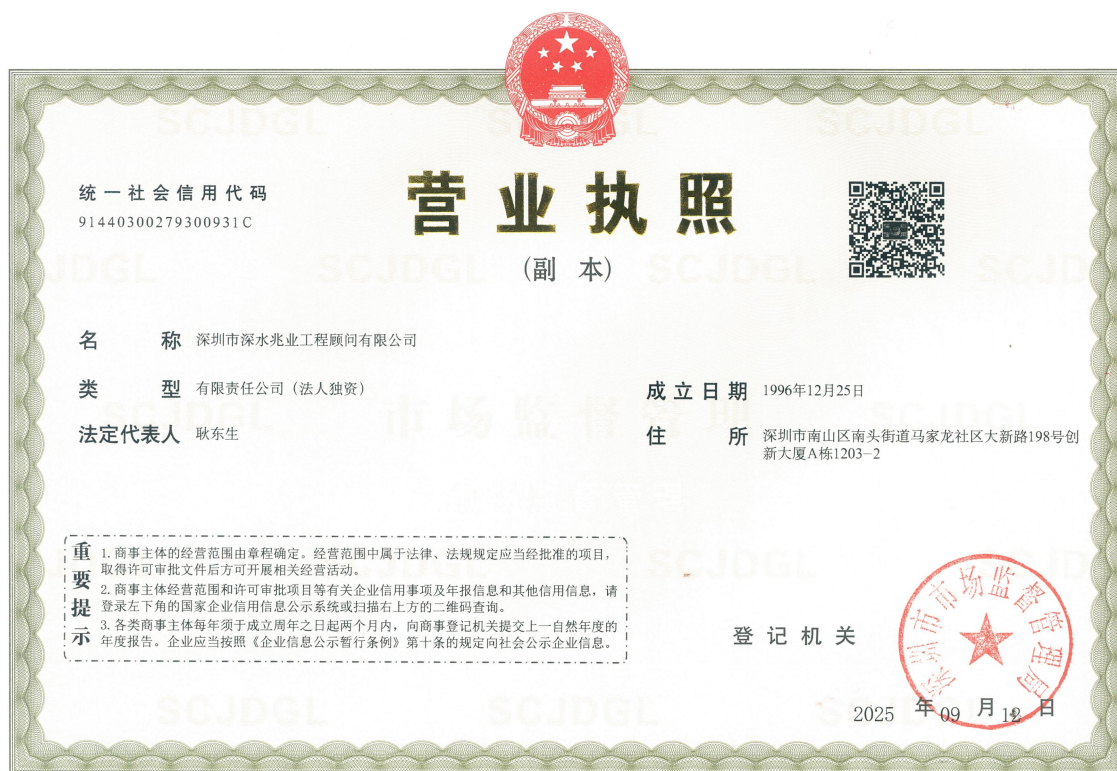 统一社会信用代码
91440300279300931C
营业执照
(副 本)
名 称 深圳市深水兆业工程顾问有限公司
类 型 有限责任公司(法人独资)
法定代表人 耿东生
成立日期 1996年12月25日
住 所 深圳市南山区南头街道马家龙社区大新路198号创
新大厦A栋1203-2
重要提示
1. 商事主体的经营范围由章程确定。经营范围中属于法律、法规规定应当经批准的项目,
取得许可审批文件后方可开展相关经营活动。
2. 商事主体经营范围和许可审批项目等有关企业信用事项及年报信息和其他信用信息,请
登录左下角的国家企业信用信息公示系统或扫描右上方的二维码查询。
3. 各类商事主体每年须于成立周年之日起两个月内,向商事登记机关提交上一自然年度的
年度报告。企业应当按照《企业信息公示暂行条例》第十条的规定向社会公示企业信息。
登记机关
深圳市市场监督管理局
2025 年 09 月 12 日
SCJDGL
市场监督管理